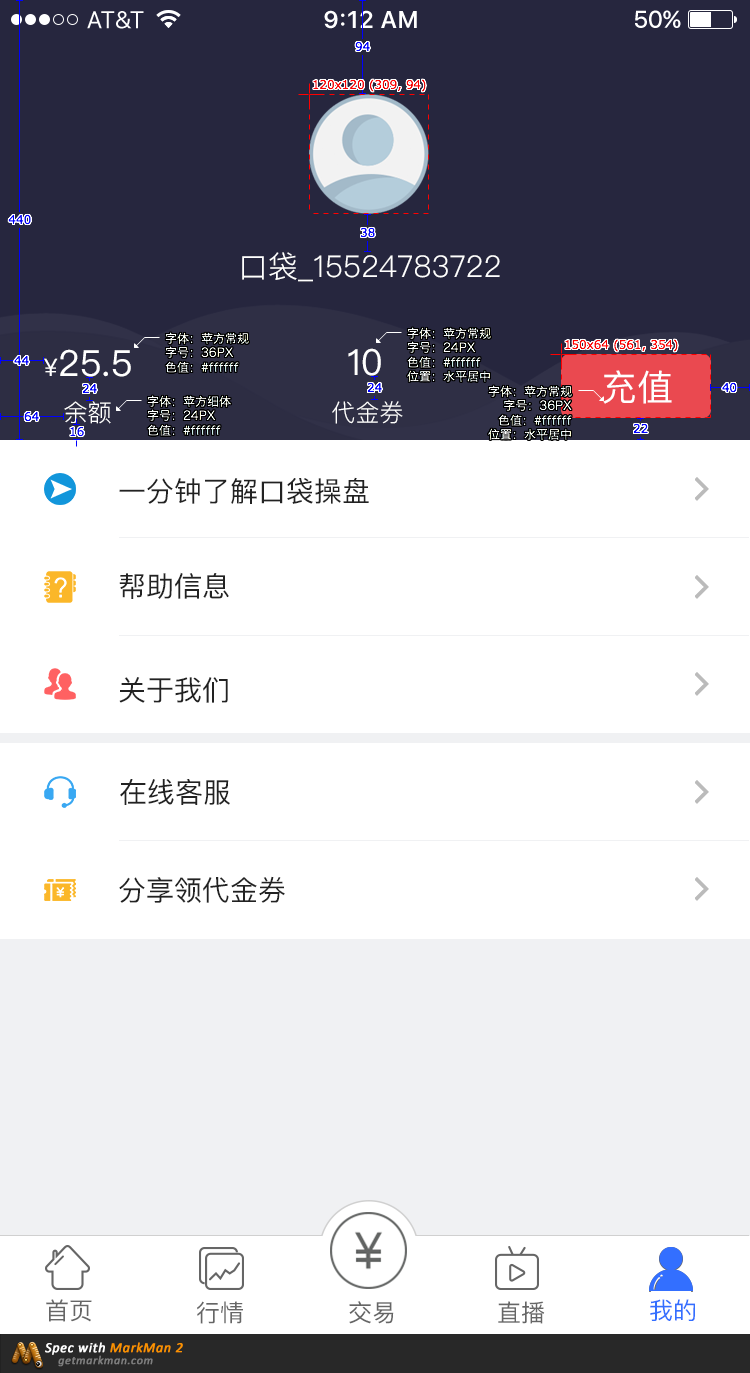 AT&T 9:12 AM 50%
94
120x120 (309, 94)
440
38
口袋_15524783722
字体：苹方常规
字号：36PX
色值：#ffffff
字体：苹方常规
字号：24PX
色值：#ffffff
位置：水平居中
150x64 (561, 354)
44
¥25.5
10
充值
40
24
24
字体：苹方细体
字号：24PX
色值：#ffffff
字体：苹方常规
字号：36PX
色值：#ffffff
位置：水平居中
64
余额
代金券
16
22
一分钟了解口袋操盘
帮助信息
关于我们
在线客服
分享领代金券
首页 行情 交易 直播 我的
Spec with MarkMan 2
getmarkman.com